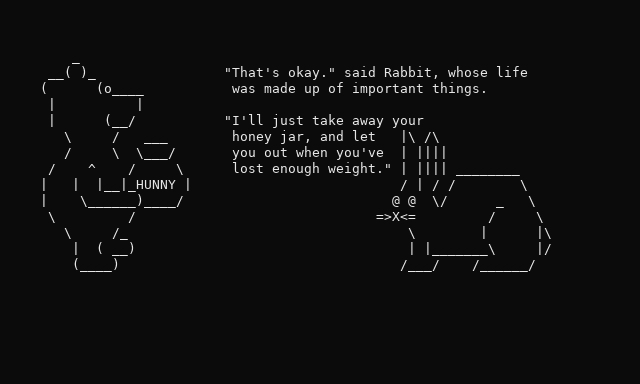 "That's okay." said Rabbit, whose life
was made up of important things.
"I'll just take away your
honey jar, and let
you out when you've
lost enough weight."
HUNNY